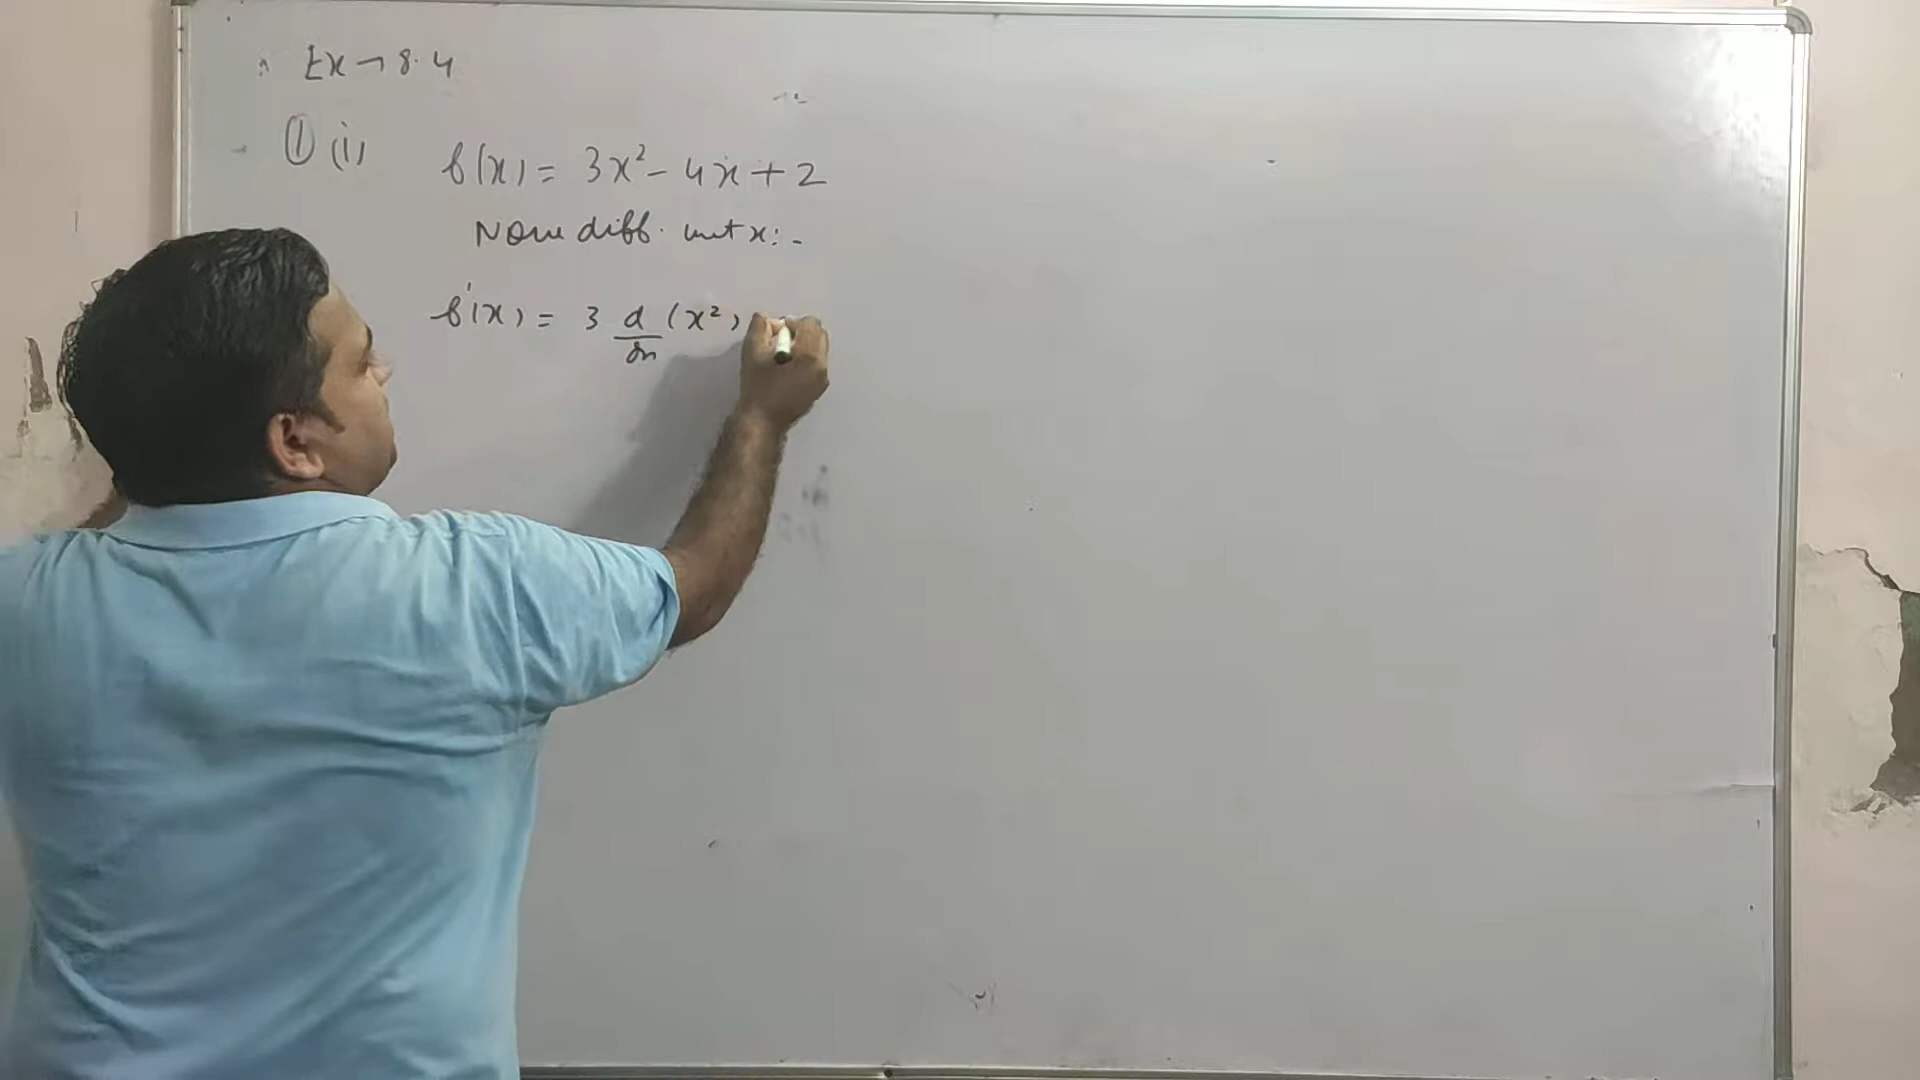 Ex → 8.4
① (i) f(x) = 3x² - 4x + 2
Now diff. wrt x:-
f'(x) = 3 d/dx (x²)